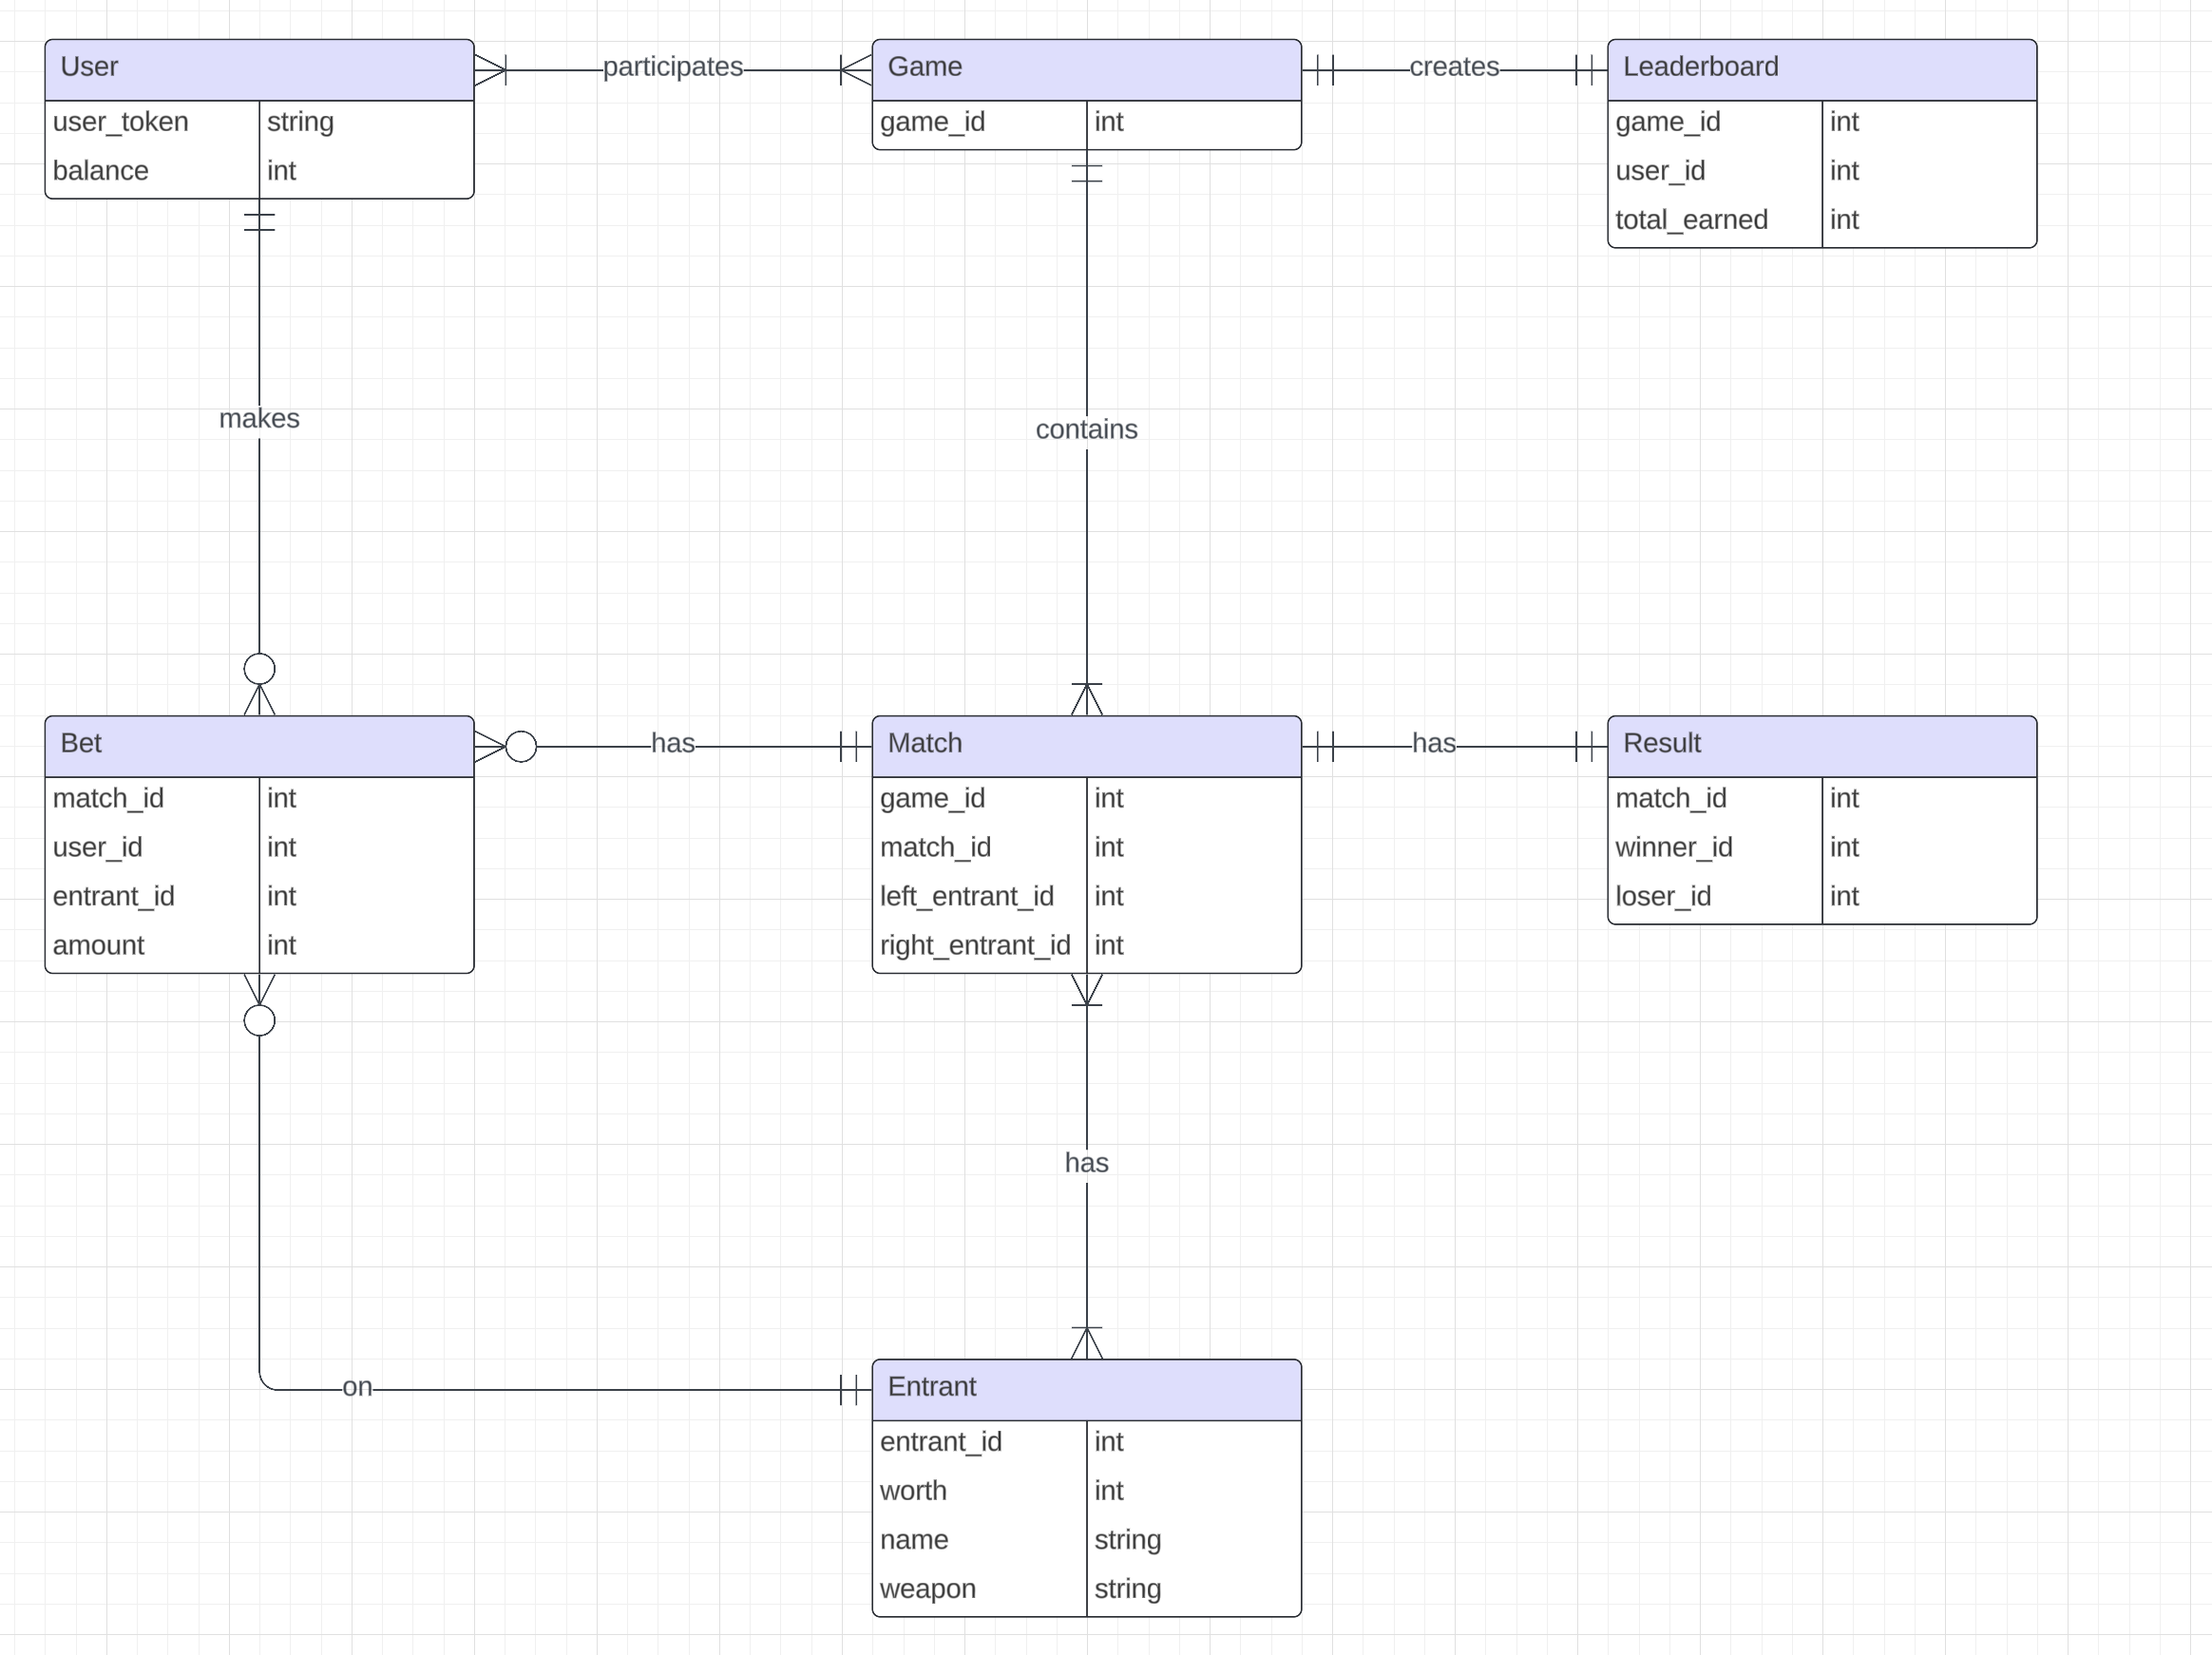 User
participates
Game
creates
Leaderboard
user_token string
balance int
game_id int
game_id int
user_id int
total_earned int
makes
contains
Bet
has
Match
has
Result
match_id int
user_id int
entrant_id int
amount int
game_id int
match_id int
left_entrant_id int
right_entrant_id int
match_id int
winner_id int
loser_id int
has
on
Entrant
entrant_id int
worth int
name string
weapon string